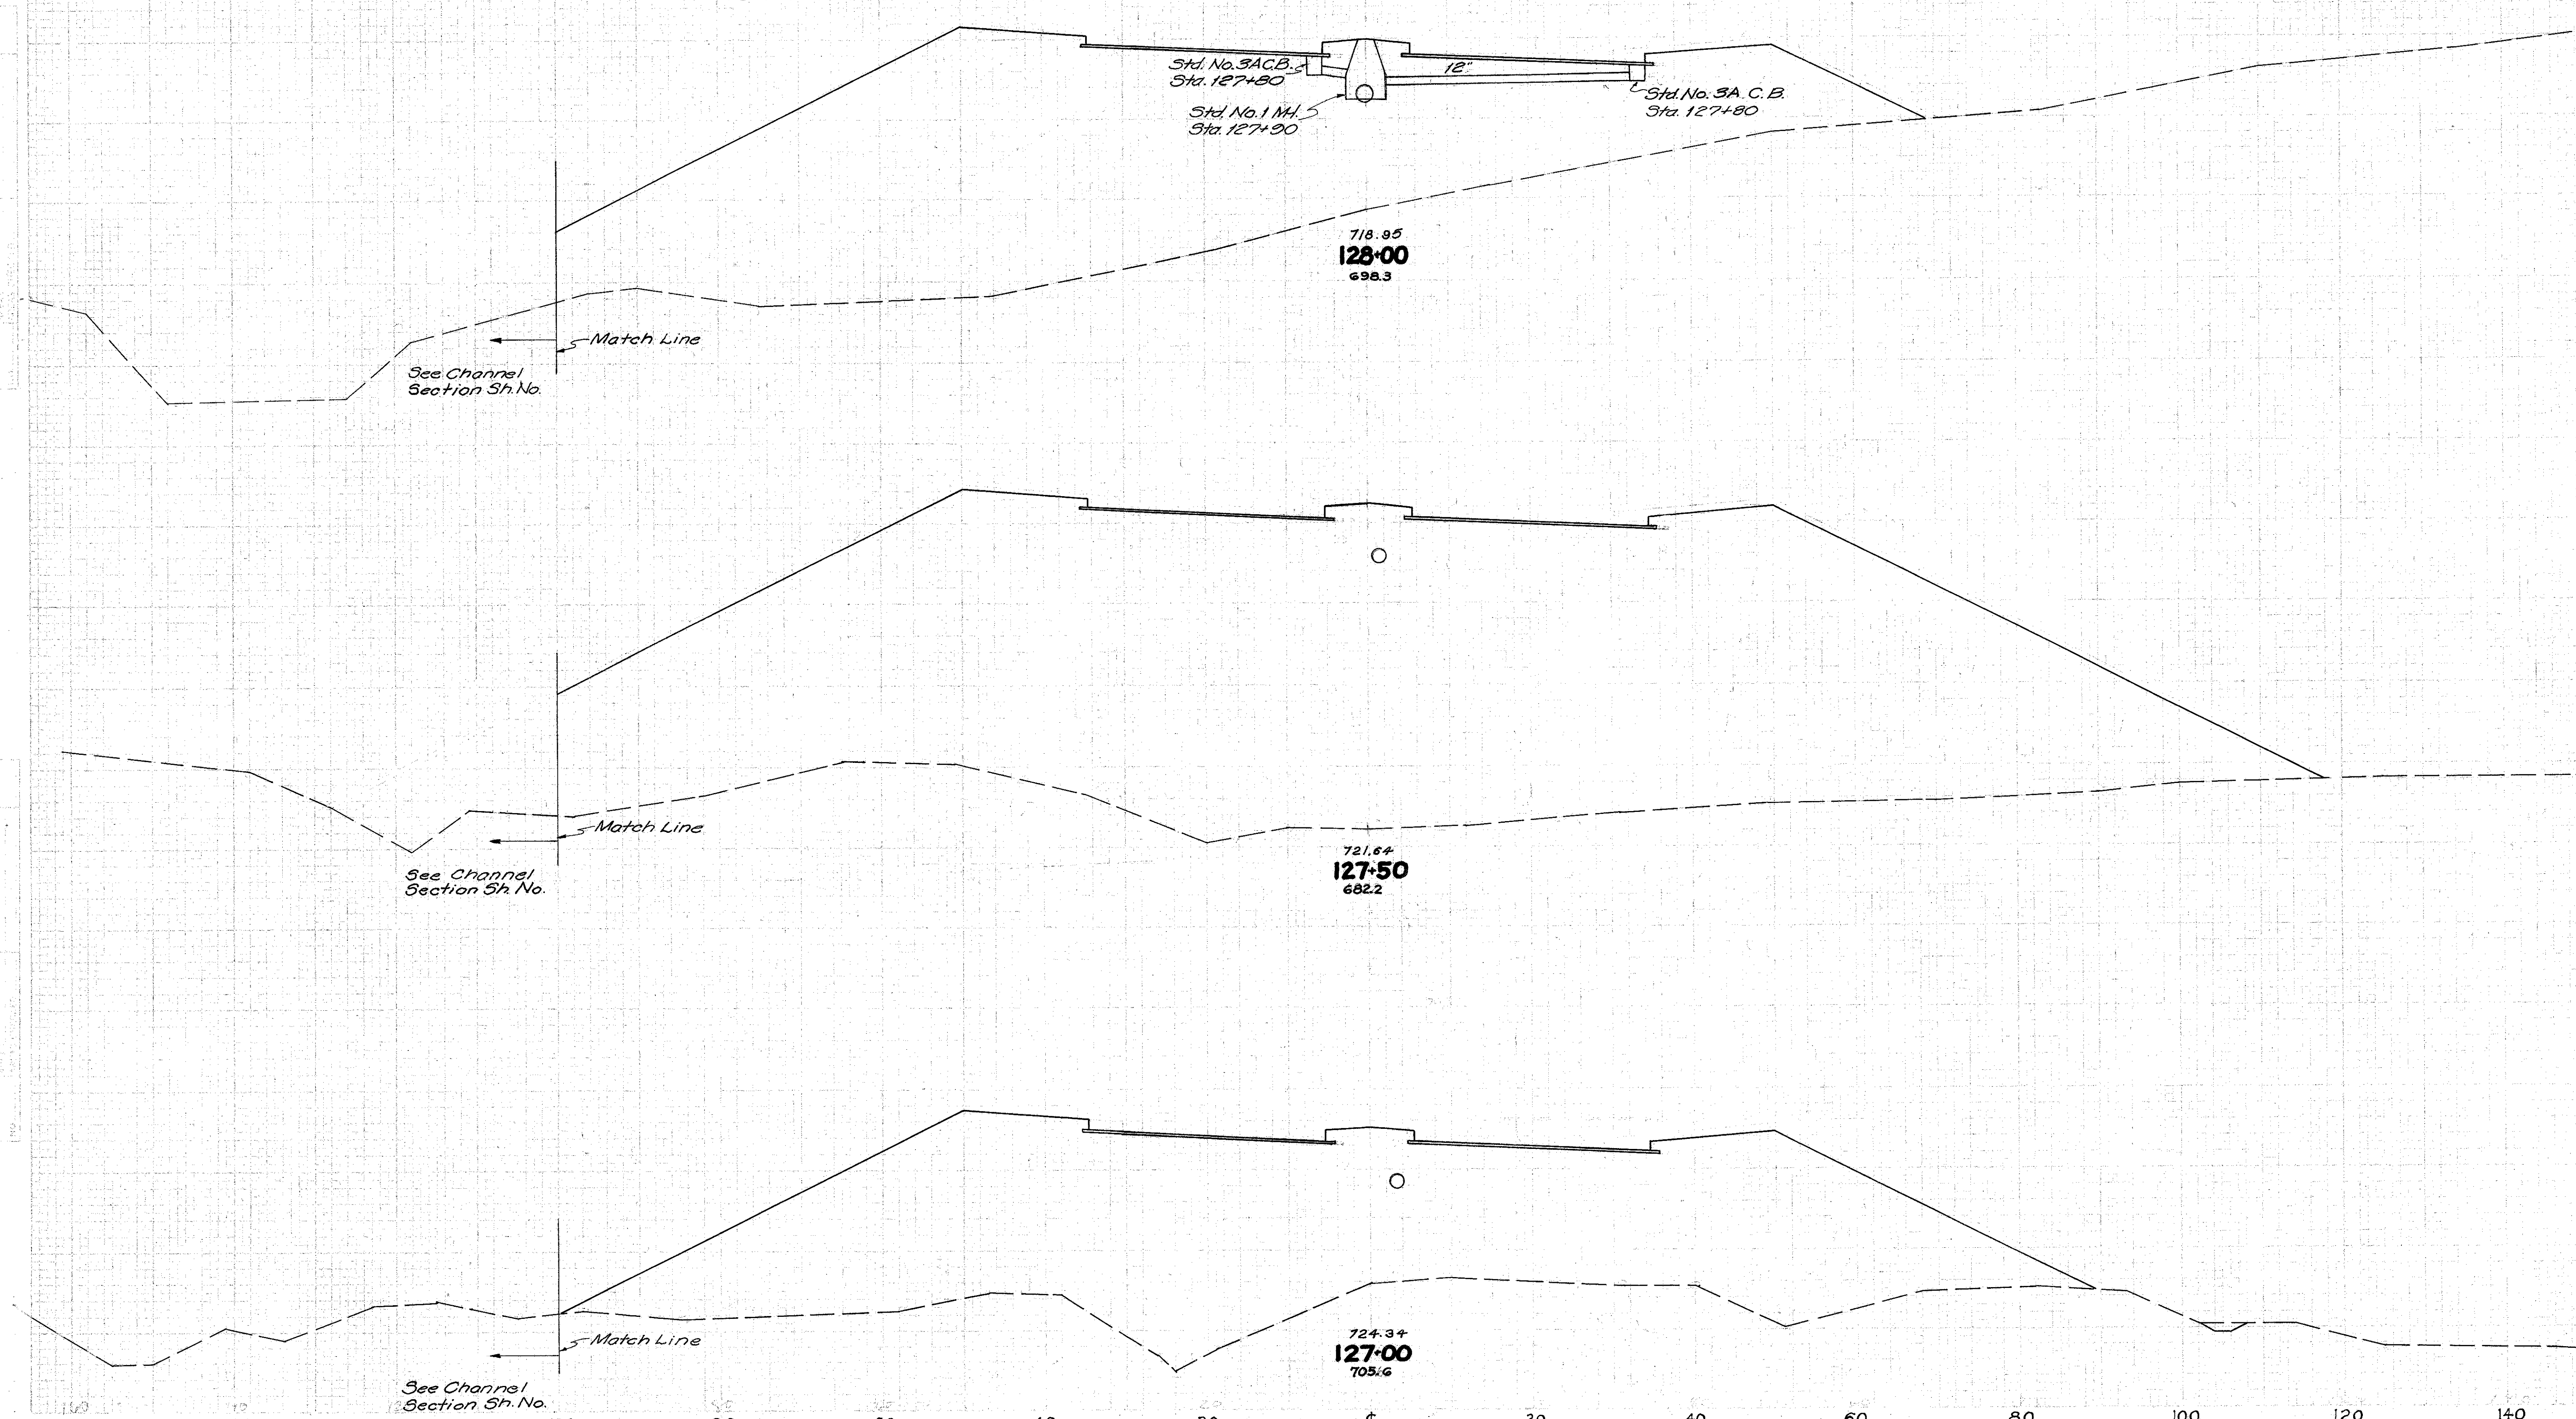 Std. No. 3A C.B.
Sta. 127+80
12"
Std. No. 3A C.B.
Sta. 127+80
Std. No. 1 M.H.
Sta. 127+90
718.95
128+00
698.3
Match Line
See Channel
Section Sh. No.
Match Line
See Channel
Section Sh. No.
721.64
127+50
682.2
Match Line
See Channel
Section Sh. No.
724.34
127+00
705.6
40 60 80 100 120 140